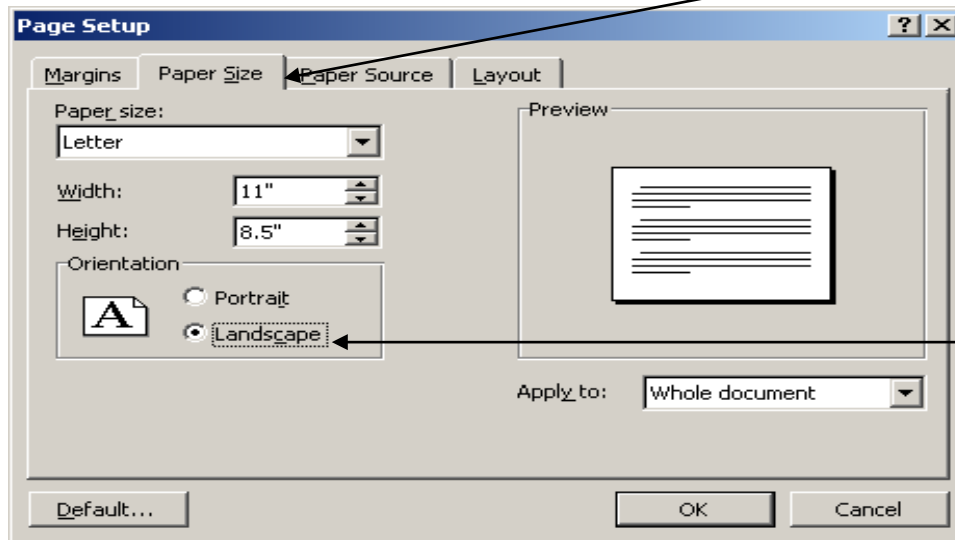 Page Setup ? ×
Margins Paper Size Paper Source Layout
Paper size:
Letter
Width: 11"
Height: 8.5"
Orientation
A
Portrait
Landscape
Preview
Apply to: Whole document
Default... OK Cancel